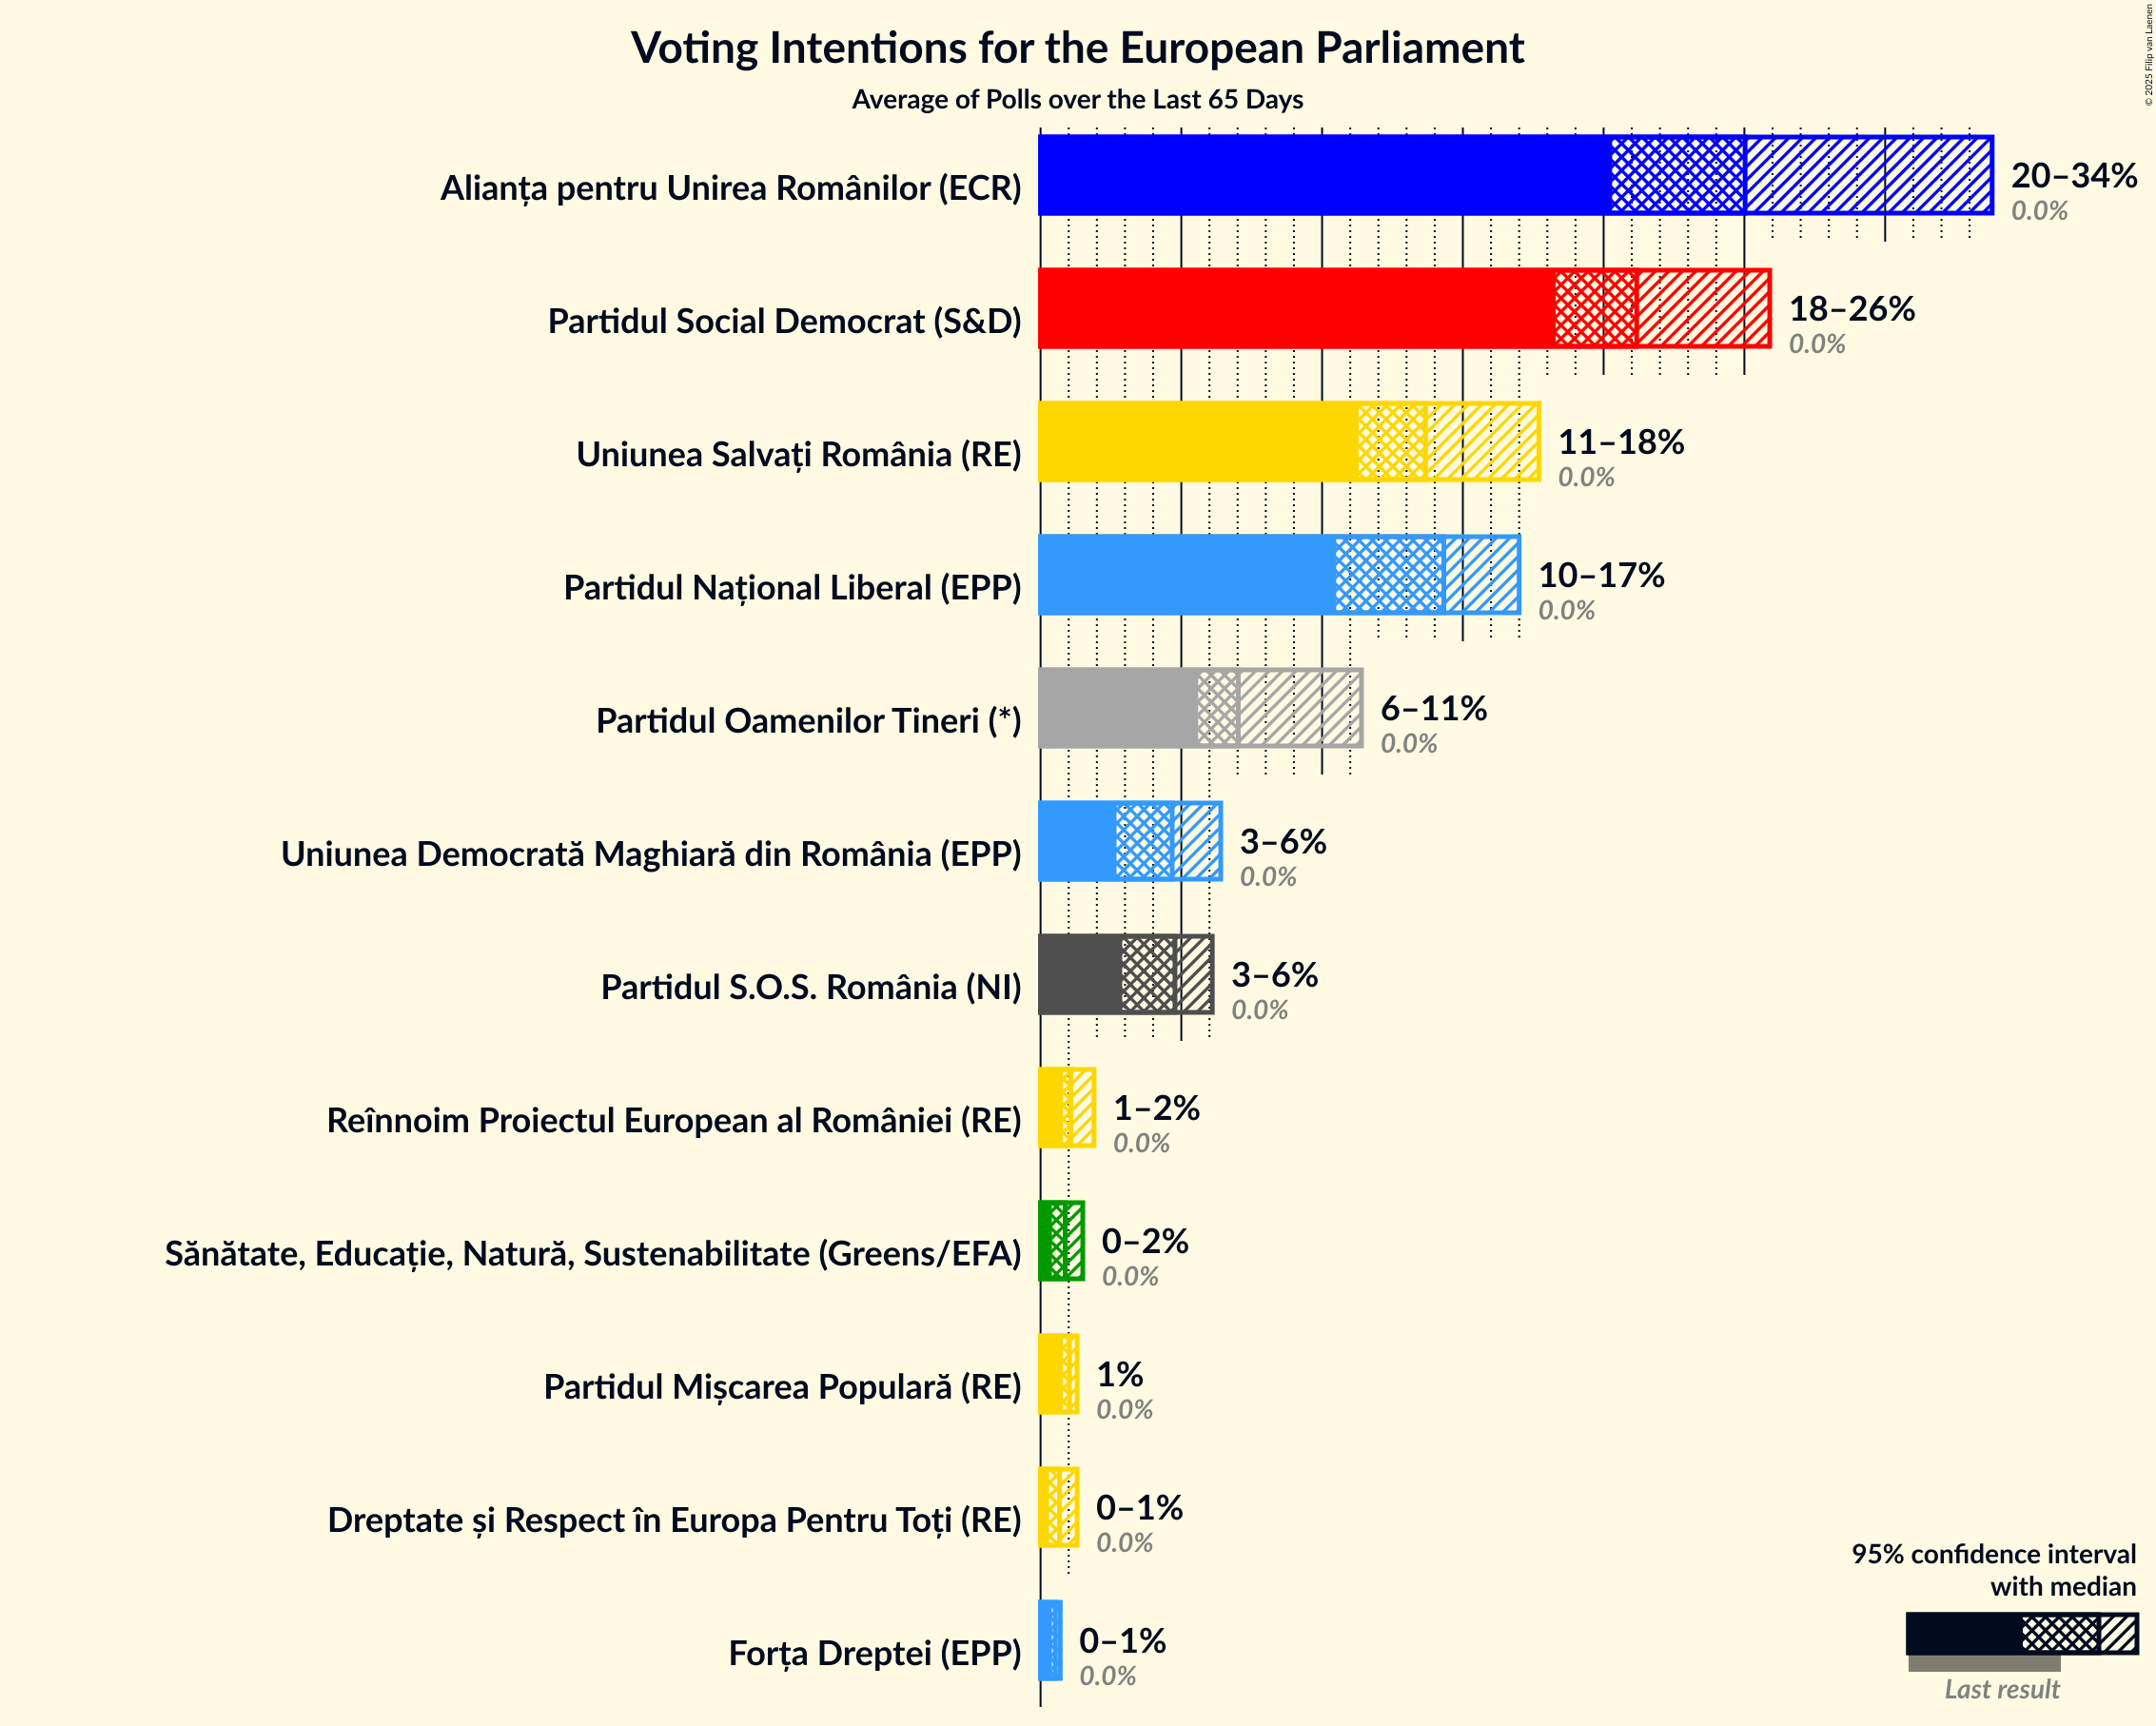 Voting Intentions for the European Parliament
Average of Polls over the Last 65 Days
© 2025 Filip van Laenen
Alianța pentru Unirea Românilor (ECR)
20–34%
0.0%
Partidul Social Democrat (S&D)
18–26%
0.0%
Uniunea Salvați România (RE)
11–18%
0.0%
Partidul Național Liberal (EPP)
10–17%
0.0%
Partidul Oamenilor Tineri (*)
6–11%
0.0%
Uniunea Democrată Maghiară din România (EPP)
3–6%
0.0%
Partidul S.O.S. România (NI)
3–6%
0.0%
Reînnoim Proiectul European al României (RE)
1–2%
0.0%
Sănătate, Educație, Natură, Sustenabilitate (Greens/EFA)
0–2%
0.0%
Partidul Mișcarea Populară (RE)
1%
0.0%
Dreptate și Respect în Europa Pentru Toți (RE)
0–1%
0.0%
Forța Dreptei (EPP)
0–1%
0.0%
95% confidence interval
with median
Last result